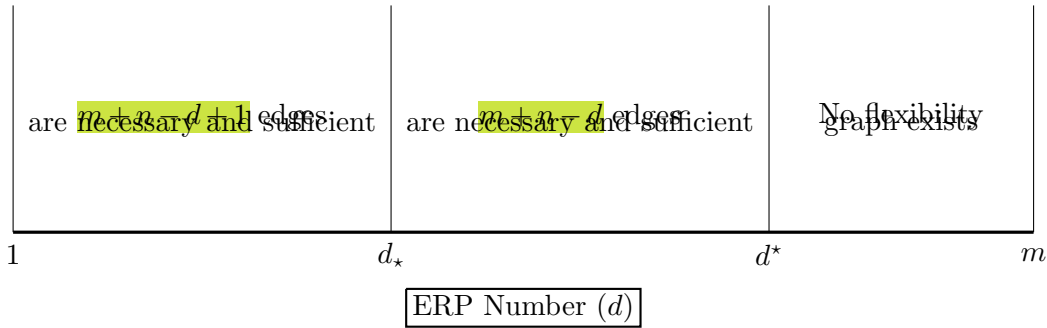 m + n − d + 1 edges
are necessary and sufficient
m + n − d edges
are necessary and sufficient
No flexibility
graph exists
1
d⋆
d⋆
m
ERP Number (d)